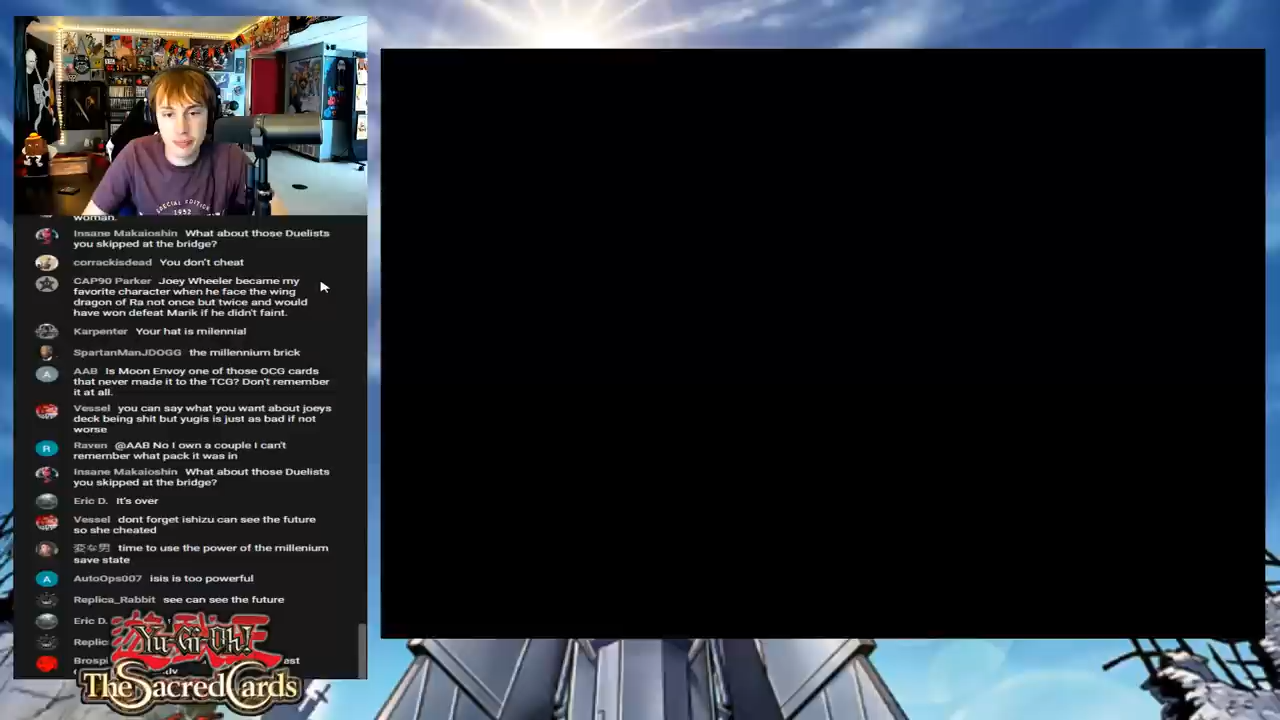 SPECIAL EDITION
1952
woman.
Insane Makaioshin What about those Duelists
you skipped at the bridge?
corrackisdead You don't cheat
CAP90 Parker Joey Wheeler became my
favorite character when he face the wing
dragon of Ra not once but twice and would
have won defeat Marik if he didn't faint.
Karpenter Your hat is milennial
SpartanManJDOGG the millennium brick
A AAB Is Moon Envoy one of those OCG cards
that never made it to the TCG? Don't remember
it at all.
Vessel you can say what you want about joeys
deck being shit but yugis is just as bad if not
worse
R Raven @AAB No I own a couple I can't
remember what pack it was in
Insane Makaioshin What about those Duelists
you skipped at the bridge?
Eric D. It's over
Vessel dont forget ishizu can see the future
so she cheated
変な男 time to use the power of the millenium
save state
A AutoOps007 isis is too powerful
Replica_Rabbit see can see the future
Eric D.
Yu-Gi-Oh!
The Sacred Cards